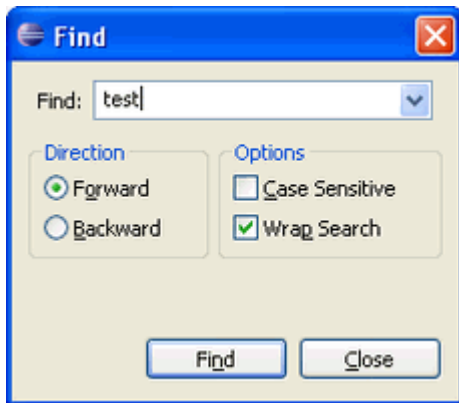 Find
Find: test
Direction
Forward
Backward
Options
Case Sensitive
Wrap Search
Find
Close